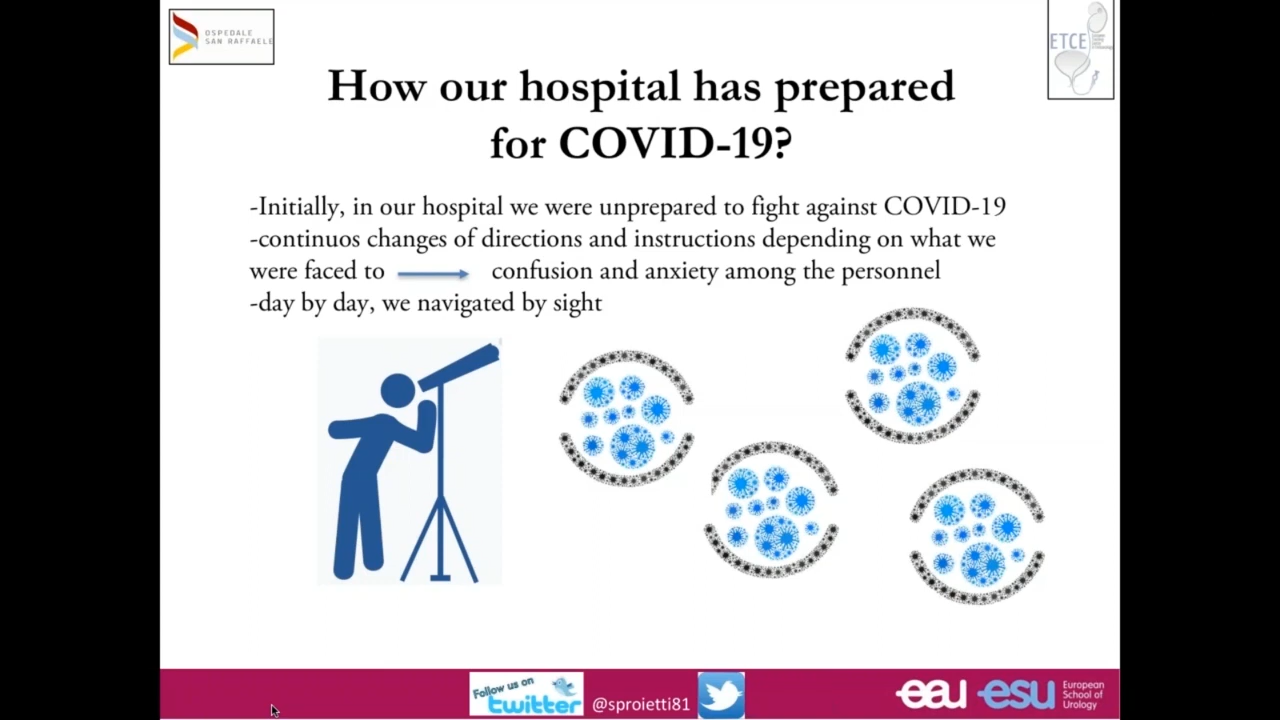 OSPEDALE
SAN RAFFAELE
ETCE
How our hospital has prepared
for COVID-19?
-Initially, in our hospital we were unprepared to fight against COVID-19
-continuos changes of directions and instructions depending on what we
were faced to confusion and anxiety among the personnel
-day by day, we navigated by sight
Follow us on
twitter
@sproietti81
eau esu
European
School of
Urology